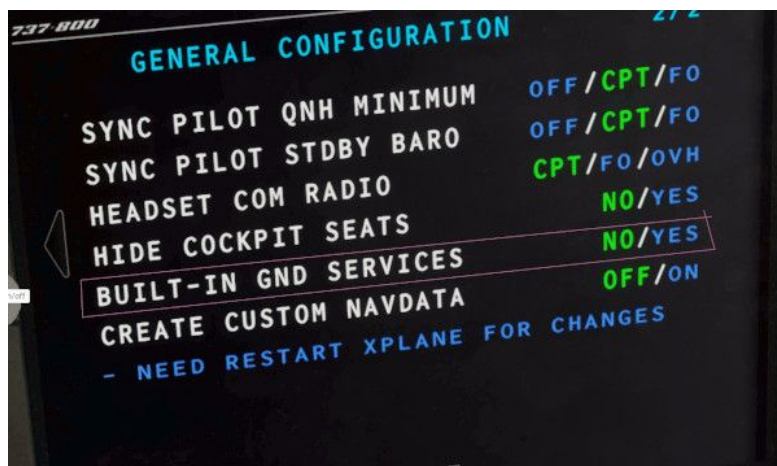 737-800
GENERAL CONFIGURATION 2/2
SYNC PILOT QNH MINIMUM OFF/CPT/FO
SYNC PILOT STDBY BARO OFF/CPT/FO
HEADSET COM RADIO CPT/FO/OVH
HIDE COCKPIT SEATS NO/YES
BUILT-IN GND SERVICES NO/YES
CREATE CUSTOM NAVDATA OFF/ON
- NEED RESTART XPLANE FOR CHANGES